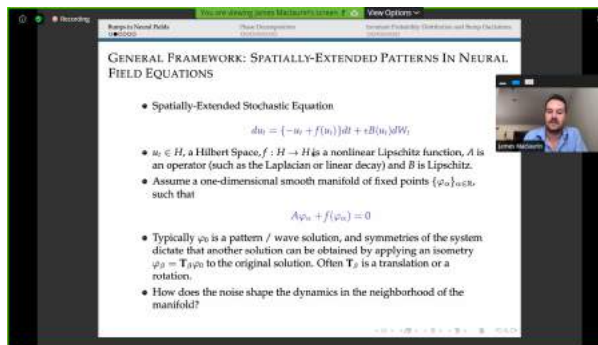 You are viewing James Maclaurin's screen
View Options
Recording
Bumps in Neural Fields
Phase Decomposition
Invariant Probability Distribution and Bump Oscillations
GENERAL FRAMEWORK: SPATIALLY-EXTENDED PATTERNS IN NEURAL
FIELD EQUATIONS
• Spatially-Extended Stochastic Equation
du_t = {−u_t + f(u_t)}dt + ϵB(u_t)dW_t
• u_t ∈ H, a Hilbert Space, f : H → H is a nonlinear Lipschitz function, A is
an operator (such as the Laplacian or linear decay) and B is Lipschitz.
• Assume a one-dimensional smooth manifold of fixed points {φ_α}_{α∈ℝ},
such that
Aφ_α + f(φ_α) = 0
• Typically φ_0 is a pattern / wave solution, and symmetries of the system
dictate that another solution can be obtained by applying an isometry
φ_β = T_βφ_0 to the original solution. Often T_β is a translation or a
rotation.
• How does the noise shape the dynamics in the neighborhood of the
manifold?
James Maclaurin